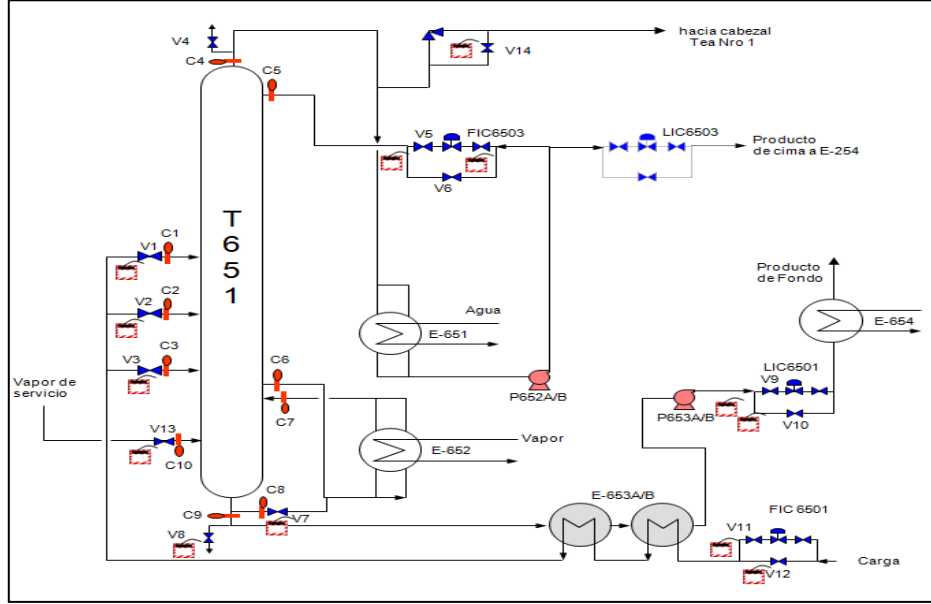 V4
C4
C5
V14
hacia cabezal
Tea Nro 1
V5
FIC6503
V6
LIC6503
Producto
de cima a E-254
T
6
5
1
V1
C1
V2
C2
V3
C3
Agua
E-651
Producto
de Fondo
E-654
P652A/B
Vapor de
servicio
C6
C7
V13
C10
Vapor
E-652
P653A/B
LIC6501
V9
V10
C8
C9
V7
V8
E-653A/B
FIC 6501
V11
V12
Carga